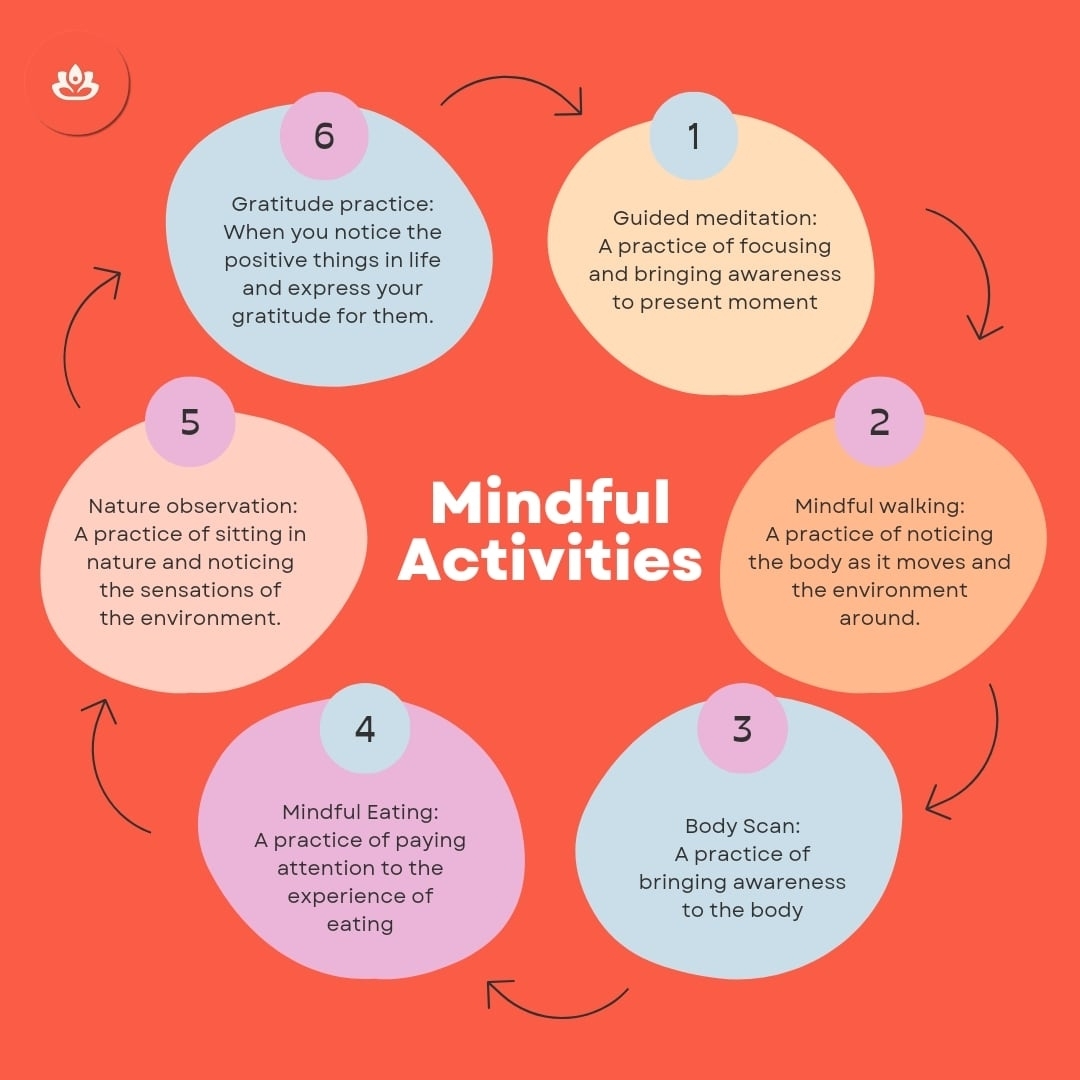 Mindful
Activities
1
Guided meditation:
A practice of focusing
and bringing awareness
to present moment
2
Mindful walking:
A practice of noticing
the body as it moves and
the environment
around.
3
Body Scan:
A practice of
bringing awareness
to the body
4
Mindful Eating:
A practice of paying
attention to the
experience of
eating
5
Nature observation:
A practice of sitting in
nature and noticing
the sensations of
the environment.
6
Gratitude practice:
When you notice the
positive things in life
and express your
gratitude for them.